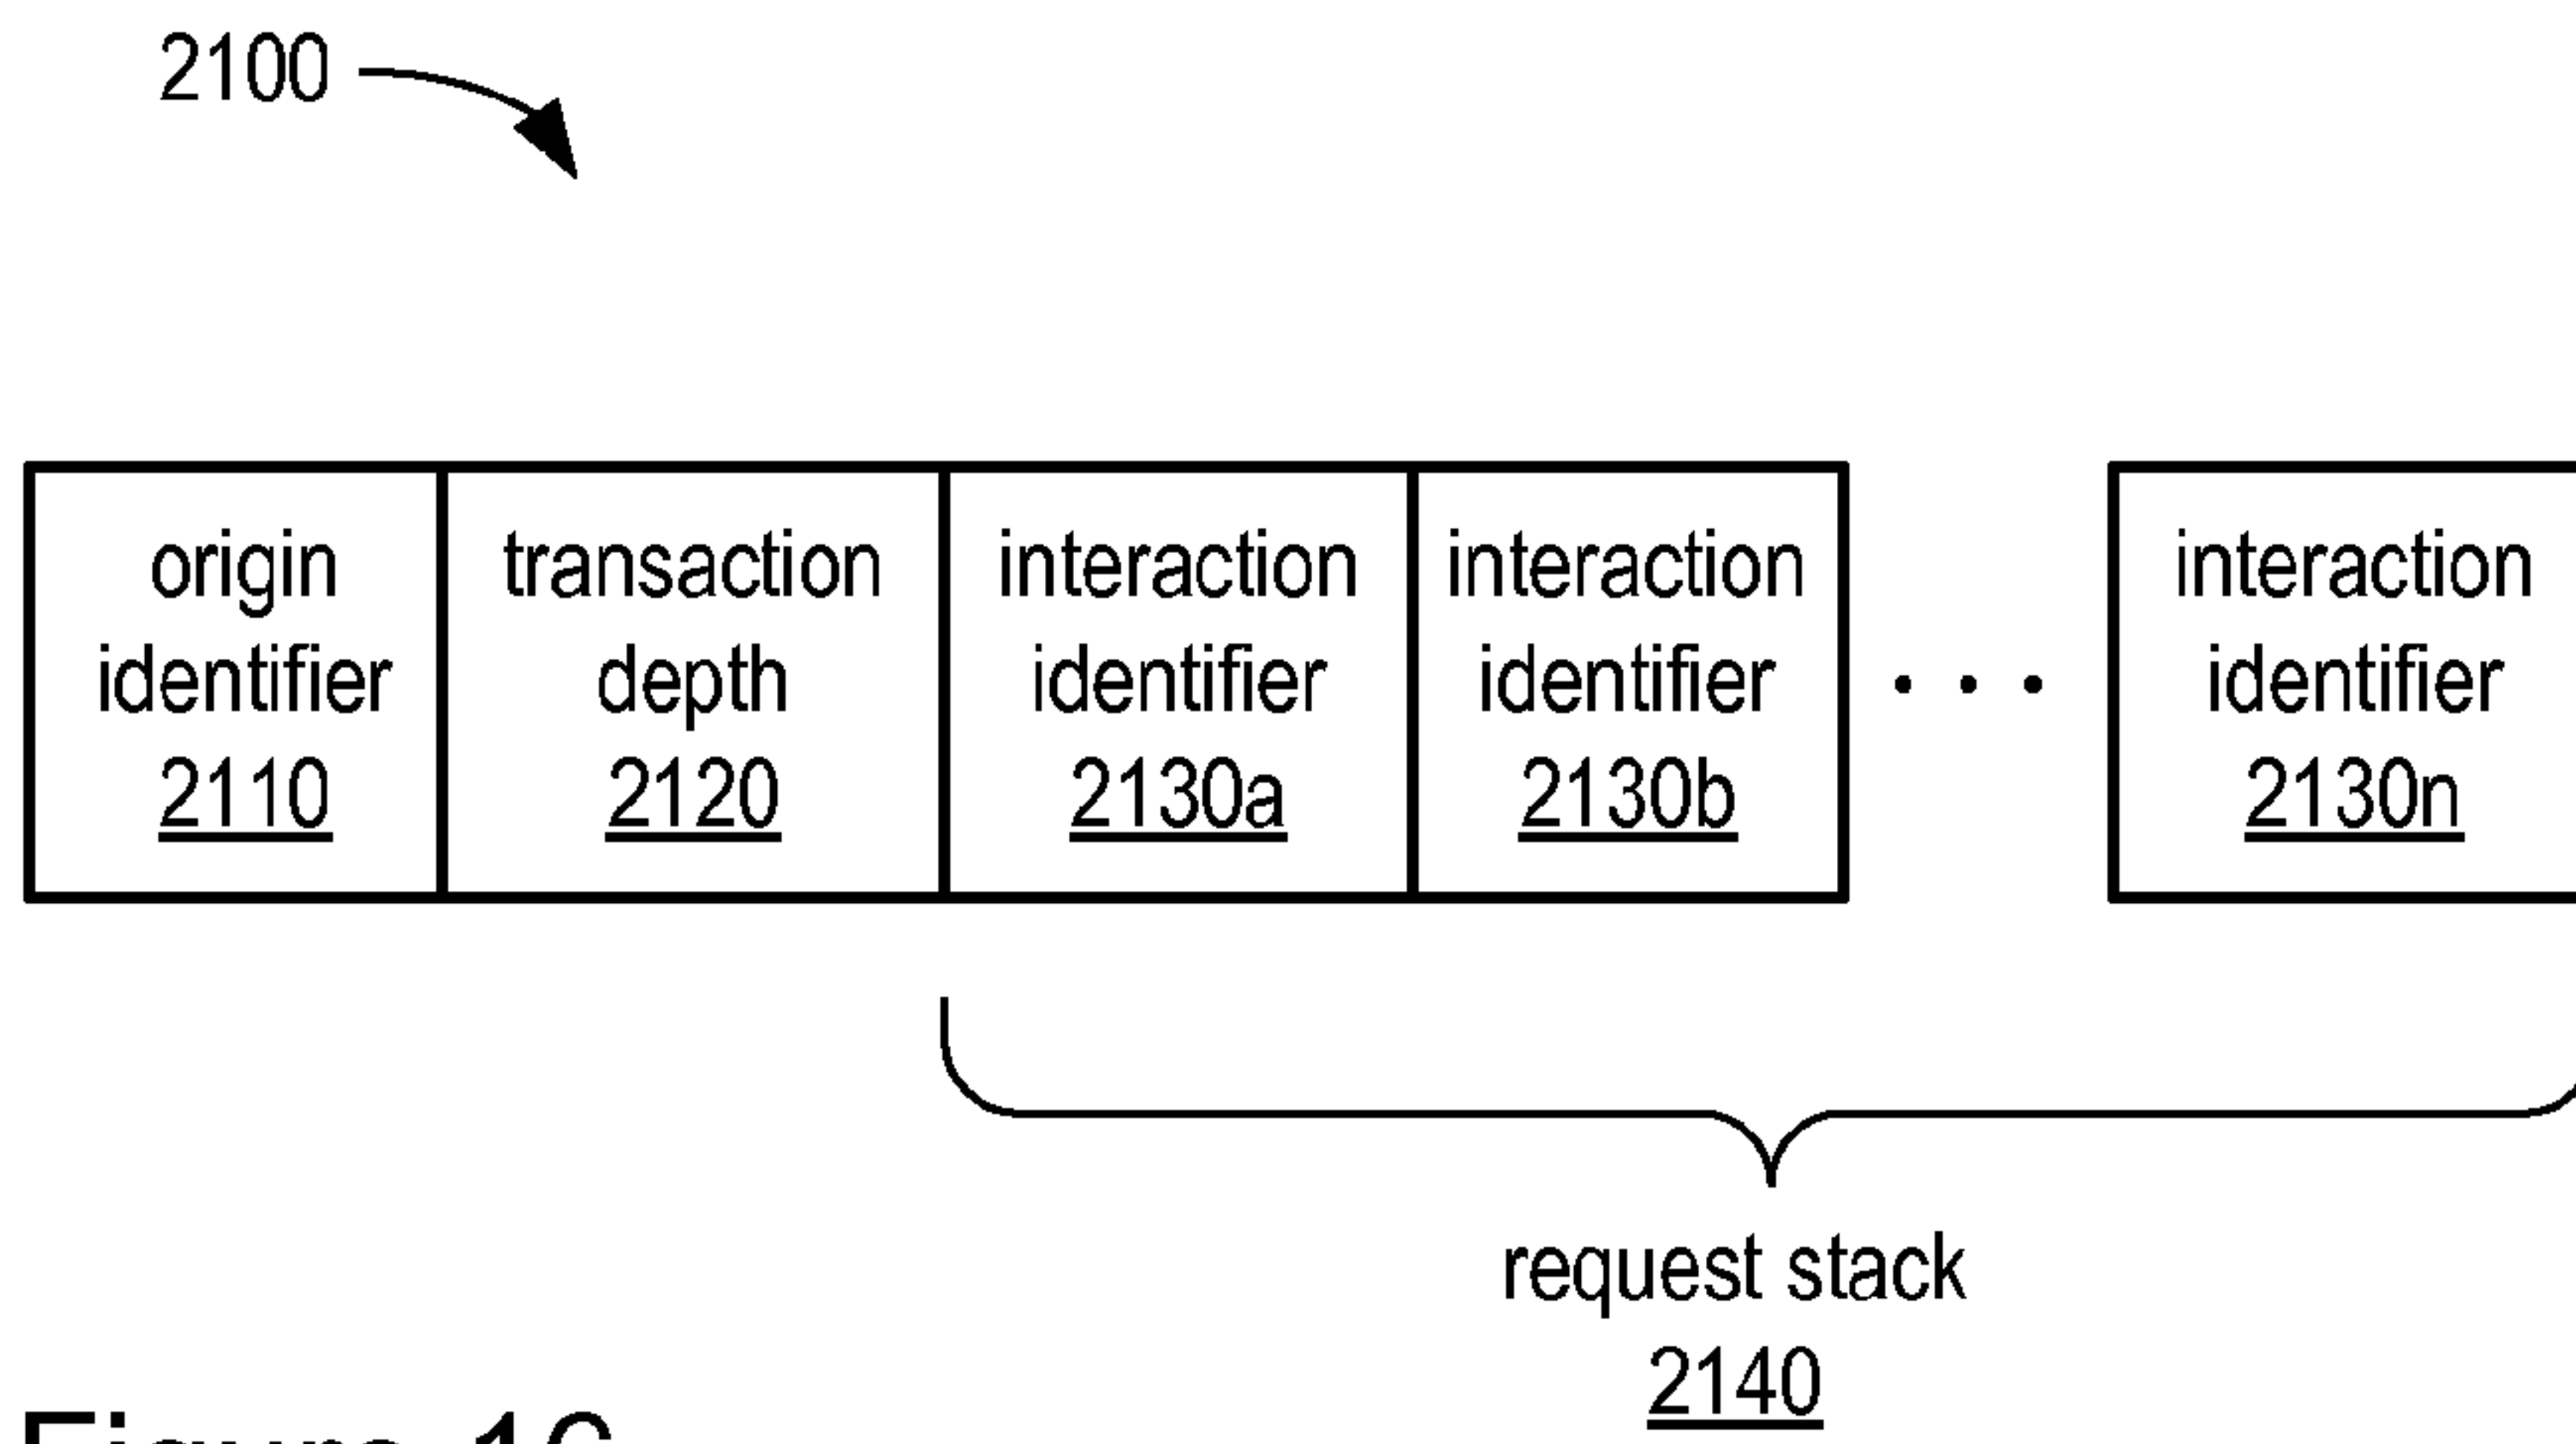 2100
origin
identifier
2110
transaction
depth
2120
interaction
identifier
2130a
interaction
identifier
2130b
. . .
interaction
identifier
2130n
request stack
2140